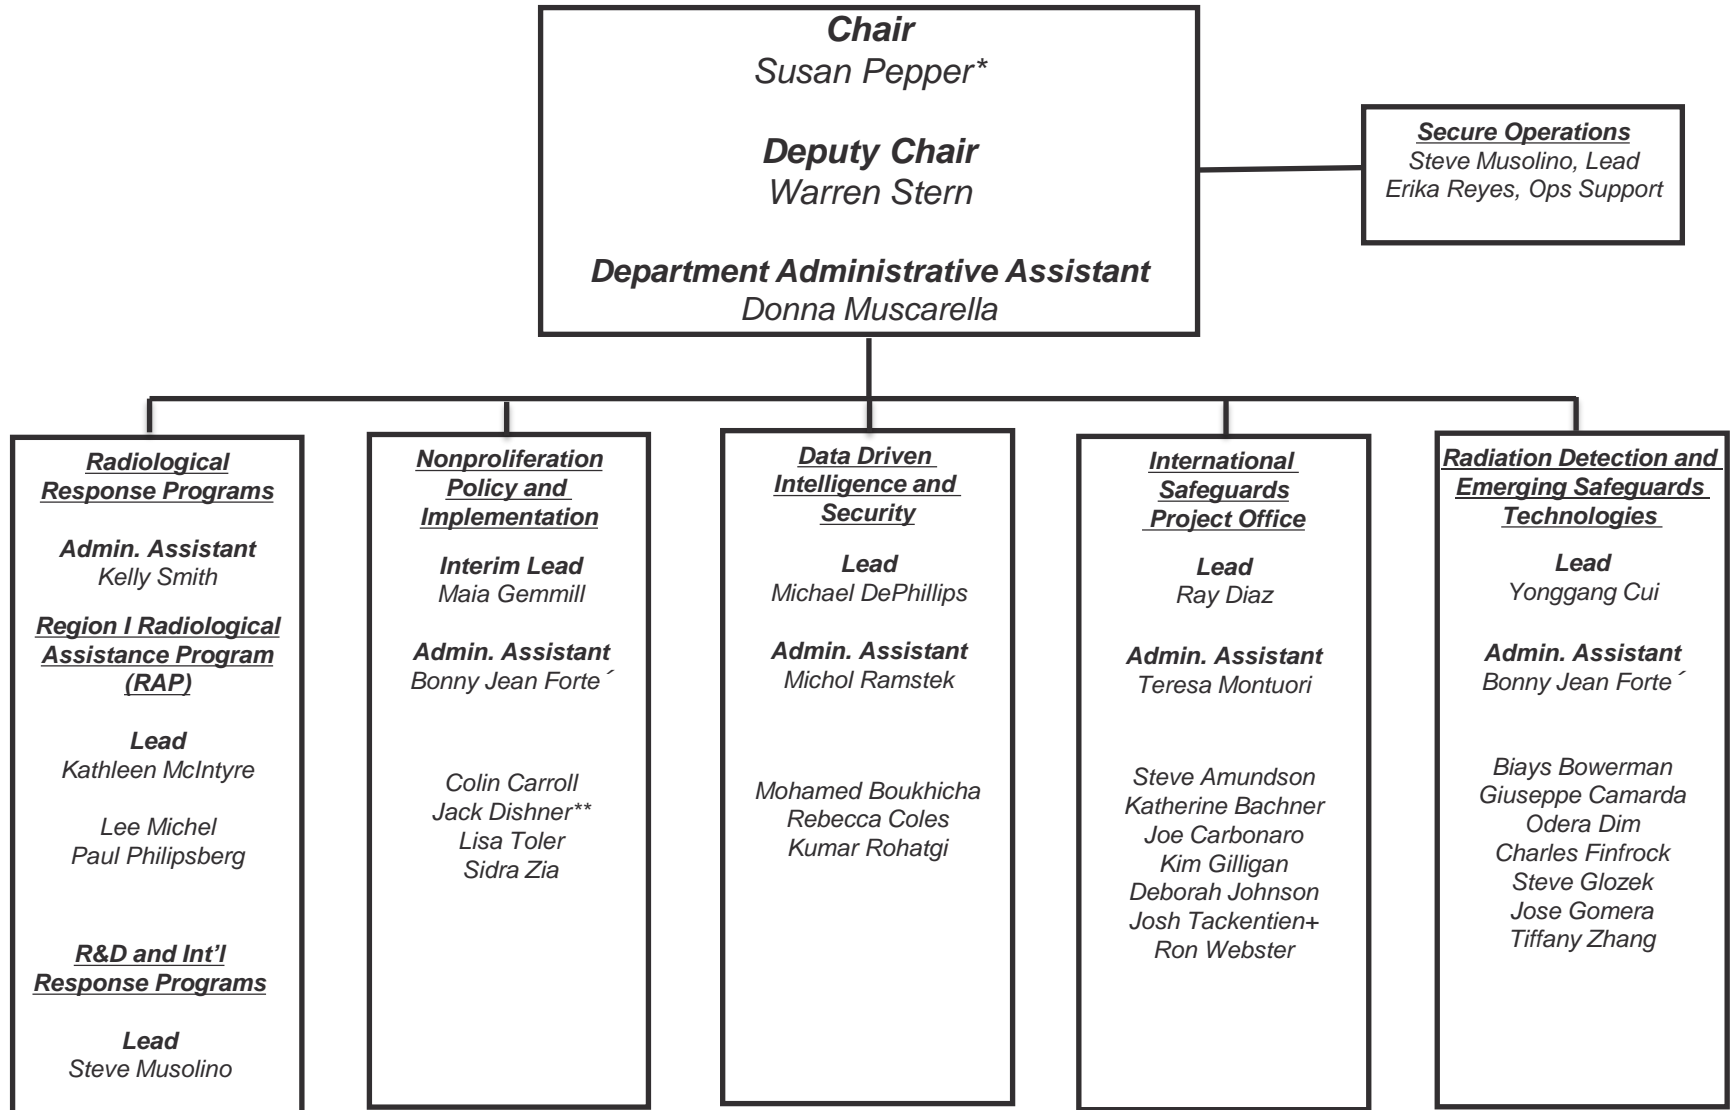 Chair
Susan Pepper*
Deputy Chair
Warren Stern
Department Administrative Assistant
Donna Muscarella
Secure Operations
Steve Musolino, Lead
Erika Reyes, Ops Support
Radiological
Response Programs
Admin. Assistant
Kelly Smith
Region I Radiological
Assistance Program
(RAP)
Lead
Kathleen McIntyre
Lee Michel
Paul Philipsberg
R&D and Int’l
Response Programs
Lead
Steve Musolino
Nonproliferation
Policy and
Implementation
Interim Lead
Maia Gemmill
Admin. Assistant
Bonny Jean Forte´
Colin Carroll
Jack Dishner**
Lisa Toler
Sidra Zia
Data Driven
Intelligence and
Security
Lead
Michael DePhillips
Admin. Assistant
Michol Ramstek
Mohamed Boukhicha
Rebecca Coles
Kumar Rohatgi
International
Safeguards
Project Office
Lead
Ray Diaz
Admin. Assistant
Teresa Montuori
Steve Amundson
Katherine Bachner
Joe Carbonaro
Kim Gilligan
Deborah Johnson
Josh Tackentien+
Ron Webster
Radiation Detection and
Emerging Safeguards
Technologies
Lead
Yonggang Cui
Admin. Assistant
Bonny Jean Forte´
Biays Bowerman
Giuseppe Camarda
Odera Dim
Charles Finfrock
Steve Glozek
Jose Gomera
Tiffany Zhang